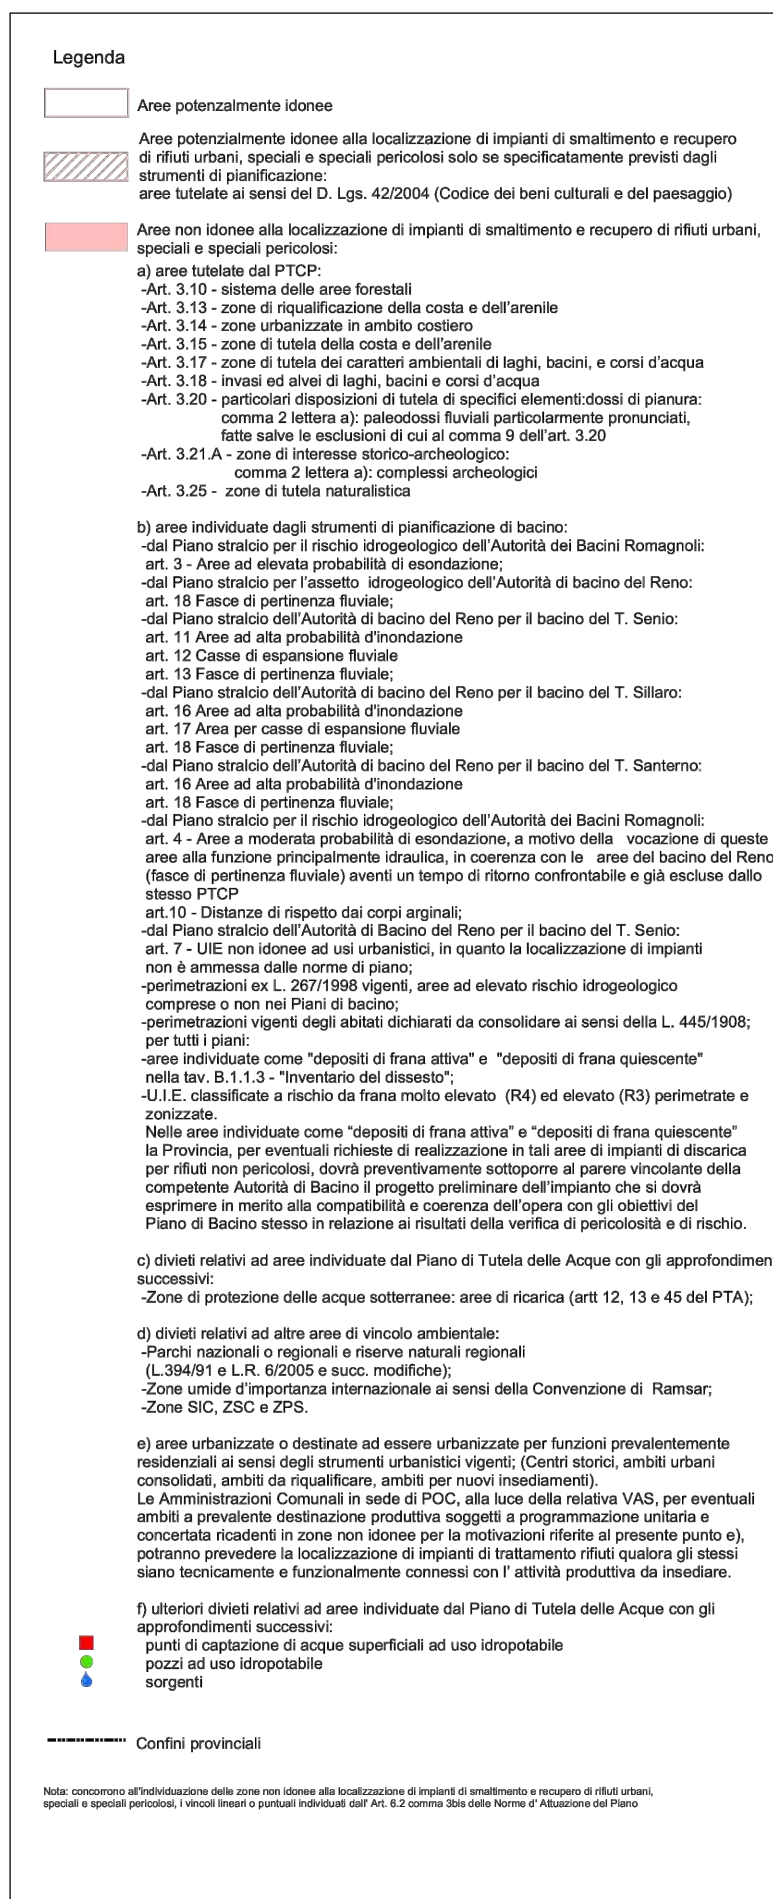 Legenda
Aree potenzalmente idonee
Aree potenzialmente idonee alla localizzazione di impianti di smaltimento e recupero
di rifiuti urbani, speciali e speciali pericolosi solo se specificatamente previsti dagli
strumenti di pianificazione:
aree tutelate ai sensi del D. Lgs. 42/2004 (Codice dei beni culturali e del paesaggio)
Aree non idonee alla localizzazione di impianti di smaltimento e recupero di rifiuti urbani,
speciali e speciali pericolosi:
a) aree tutelate dal PTCP:
-Art. 3.10 - sistema delle aree forestali
-Art. 3.13 - zone di riqualificazione della costa e dell'arenile
-Art. 3.14 - zone urbanizzate in ambito costiero
-Art. 3.15 - zone di tutela della costa e dell'arenile
-Art. 3.17 - zone di tutela dei caratteri ambientali di laghi, bacini, e corsi d'acqua
-Art. 3.18 - invasi ed alvei di laghi, bacini e corsi d'acqua
-Art. 3.20 - particolari disposizioni di tutela di specifici elementi:dossi di pianura:
comma 2 lettera a): paleodossi fluviali particolarmente pronunciati,
fatte salve le esclusioni di cui al comma 9 dell'art. 3.20
-Art. 3.21.A - zone di interesse storico-archeologico:
comma 2 lettera a): complessi archeologici
-Art. 3.25 - zone di tutela naturalistica
b) aree individuate dagli strumenti di pianificazione di bacino:
-dal Piano stralcio per il rischio idrogeologico dell'Autorità dei Bacini Romagnoli:
art. 3 - Aree ad elevata probabilità di esondazione;
-dal Piano stralcio per l'assetto idrogeologico dell'Autorità di bacino del Reno:
art. 18 Fasce di pertinenza fluviale;
-dal Piano stralcio dell'Autorità di bacino del Reno per il bacino del T. Senio:
art. 11 Aree ad alta probabilità d'inondazione
art. 12 Casse di espansione fluviale
art. 13 Fasce di pertinenza fluviale;
-dal Piano stralcio dell'Autorità di bacino del Reno per il bacino del T. Sillaro:
art. 16 Aree ad alta probabilità d'inondazione
art. 17 Area per casse di espansione fluviale
art. 18 Fasce di pertinenza fluviale;
-dal Piano stralcio dell'Autorità di bacino del Reno per il bacino del T. Santerno:
art. 16 Aree ad alta probabilità d'inondazione
art. 18 Fasce di pertinenza fluviale;
-dal Piano stralcio per il rischio idrogeologico dell'Autorità dei Bacini Romagnoli:
art. 4 - Aree a moderata probabilità di esondazione, a motivo della vocazione di queste
aree alla funzione principalmente idraulica, in coerenza con le aree del bacino del Reno
(fasce di pertinenza fluviale) aventi un tempo di ritorno confrontabile e già escluse dallo
stesso PTCP
art.10 - Distanze di rispetto dai corpi arginali;
-dal Piano stralcio dell'Autorità di Bacino del Reno per il bacino del T. Senio:
art. 7 - UIE non idonee ad usi urbanistici, in quanto la localizzazione di impianti
non è ammessa dalle norme di piano;
-perimetrazioni ex L. 267/1998 vigenti, aree ad elevato rischio idrogeologico
comprese o non nei Piani di bacino;
-perimetrazioni vigenti degli abitati dichiarati da consolidare ai sensi della L. 445/1908;
per tutti i piani:
-aree individuate come "depositi di frana attiva" e "depositi di frana quiescente"
nella tav. B.1.1.3 - "Inventario del dissesto";
-U.I.E. classificate a rischio da frana molto elevato (R4) ed elevato (R3) perimetrate e
zonizzate.
Nelle aree individuate come “depositi di frana attiva” e “depositi di frana quiescente”
la Provincia, per eventuali richieste di realizzazione in tali aree di impianti di discarica
per rifiuti non pericolosi, dovrà preventivamente sottoporre al parere vincolante della
competente Autorità di Bacino il progetto preliminare dell'impianto che si dovrà
esprimere in merito alla compatibilità e coerenza dell'opera con gli obiettivi del
Piano di Bacino stesso in relazione ai risultati della verifica di pericolosità e di rischio.
c) divieti relativi ad aree individuate dal Piano di Tutela delle Acque con gli approfondimen
successivi:
-Zone di protezione delle acque sotterranee: aree di ricarica (artt 12, 13 e 45 del PTA);
d) divieti relativi ad altre aree di vincolo ambientale:
-Parchi nazionali o regionali e riserve naturali regionali
(L.394/91 e L.R. 6/2005 e succ. modifiche);
-Zone umide d'importanza internazionale ai sensi della Convenzione di Ramsar;
-Zone SIC, ZSC e ZPS.
e) aree urbanizzate o destinate ad essere urbanizzate per funzioni prevalentemente
residenziali ai sensi degli strumenti urbanistici vigenti; (Centri storici, ambiti urbani
consolidati, ambiti da riqualificare, ambiti per nuovi insediamenti).
Le Amministrazioni Comunali in sede di POC, alla luce della relativa VAS, per eventuali
ambiti a prevalente destinazione produttiva soggetti a programmazione unitaria e
concertata ricadenti in zone non idonee per la motivazioni riferite al presente punto e),
potranno prevedere la localizzazione di impianti di trattamento rifiuti qualora gli stessi
siano tecnicamente e funzionalmente connessi con l' attività produttiva da insediare.
f) ulteriori divieti relativi ad aree individuate dal Piano di Tutela delle Acque con gli
approfondimenti successivi:
punti di captazione di acque superficiali ad uso idropotabile
pozzi ad uso idropotabile
sorgenti
Confini provinciali
Nota: concorrono all'individuazione delle zone non idonee alla localizzazione di impianti di smaltimento e recupero di rifiuti urbani,
speciali e speciali pericolosi, i vincoli lineari o puntuali individuati dall' Art. 6.2 comma 3bis delle Norme d' Attuazione del Piano